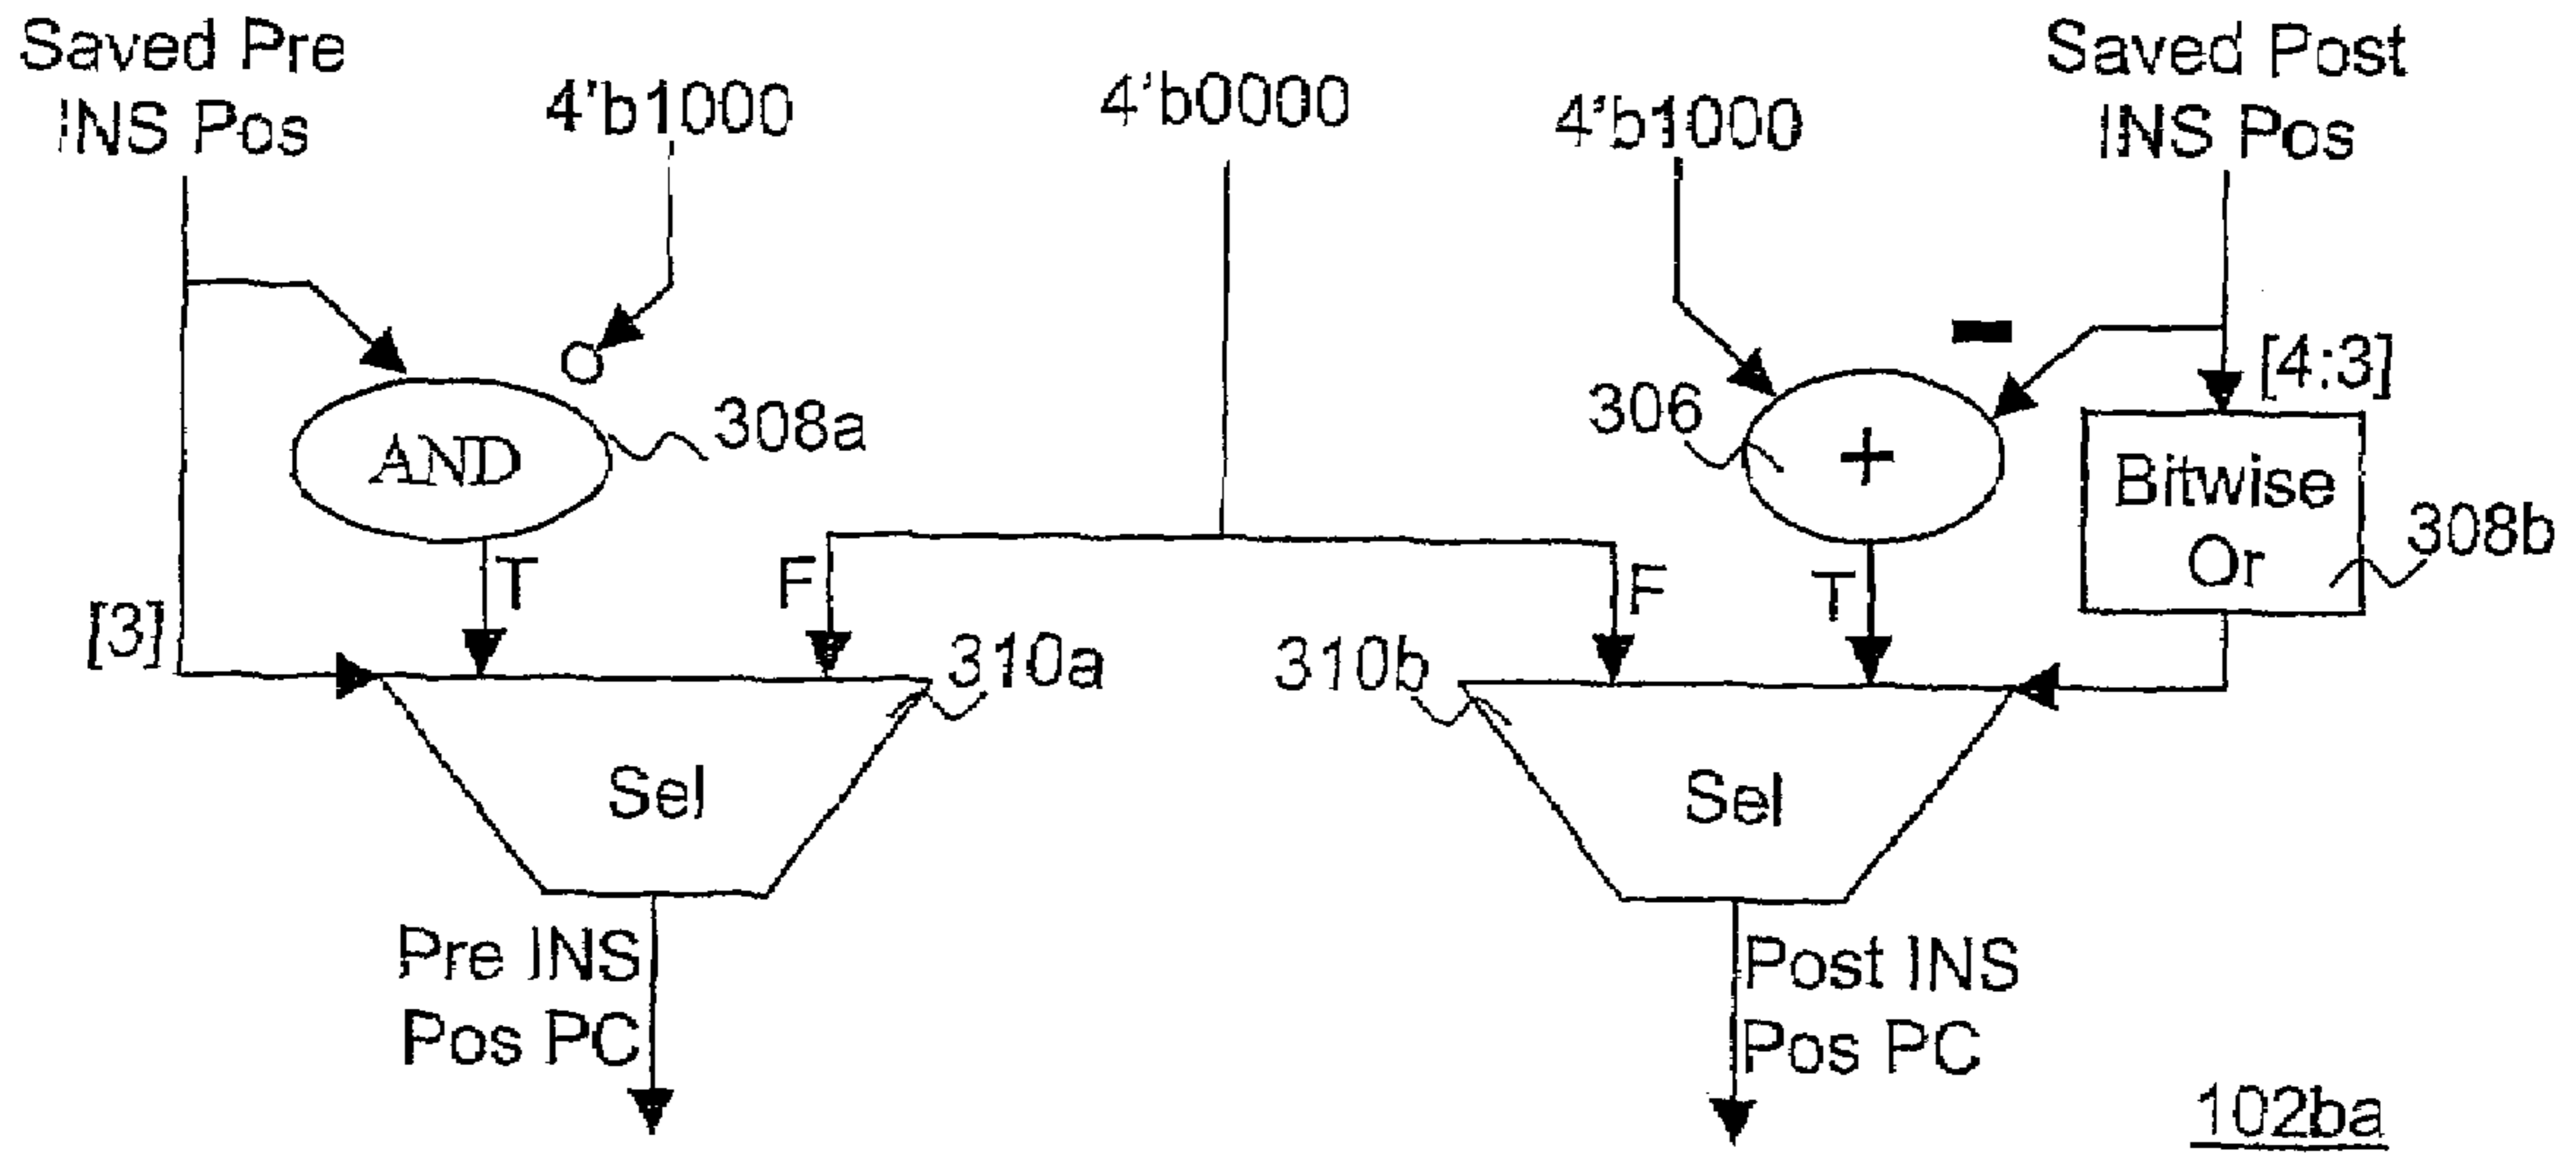 Saved Pre
INS Pos
4'b1000
4'b0000
4'b1000
Saved Post
INS Pos
[4:3]
AND
308a
306
+
Bitwise
Or
308b
T
F
F
T
[3]
310a
310b
Sel
Sel
Pre INS
Pos PC
Post INS
Pos PC
102ba